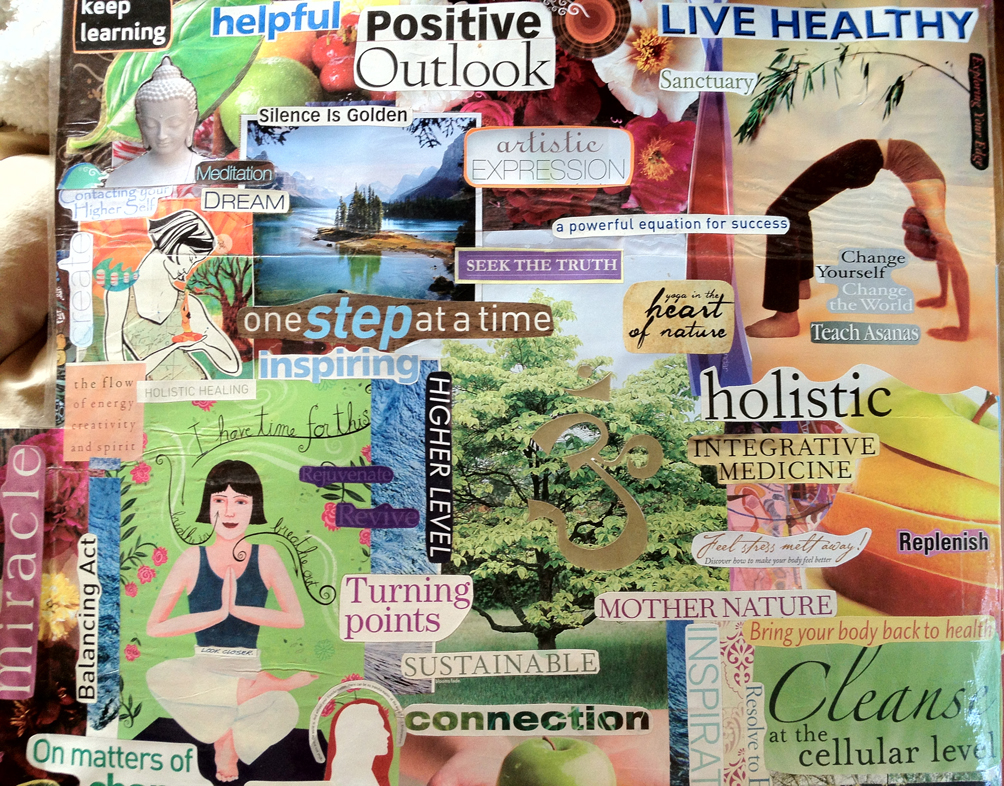 keep
learning
helpful
Positive
Outlook
LIVE HEALTHY
Sanctuary
Exploring Your Edge
Silence Is Golden
artistic
EXPRESSION
Meditation
Contacting your
Higher Self
DREAM
a powerful equation for success
create
SEEK THE TRUTH
Change
Yourself
Change
the World
Teach Asanas
yoga in the
heart
of nature
one step at a time
inspiring
the flow
of energy
creativity
and spirit
HOLISTIC HEALING
I have time for this
HIGHER LEVEL
holistic
INTEGRATIVE
MEDICINE
Rejuvenate
Revive
miracle
Balancing Act
breathe in
breathe out
Feel stress melt away!
Discover how to make your body feel better
Replenish
Turning
points
MOTHER NATURE
LOOK CLOSER.
SUSTAINABLE
INSPIRAT
Bring your body back to health
Cleanse
at the
cellular level
Resolve to
connection
On matters of